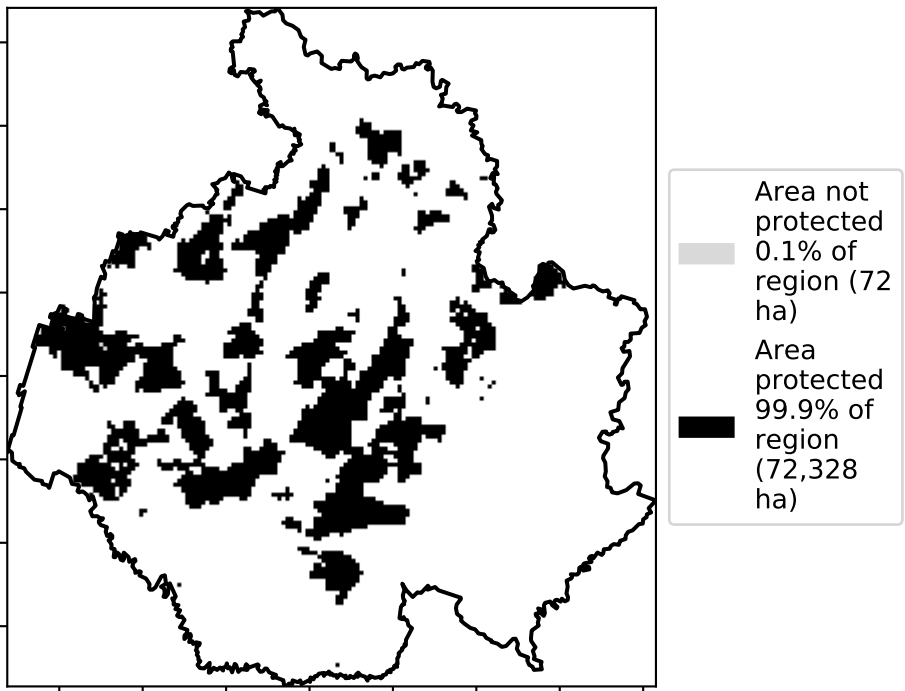 Area not
protected
0.1% of
region (72
ha)
Area
protected
99.9% of
region
(72,328
ha)